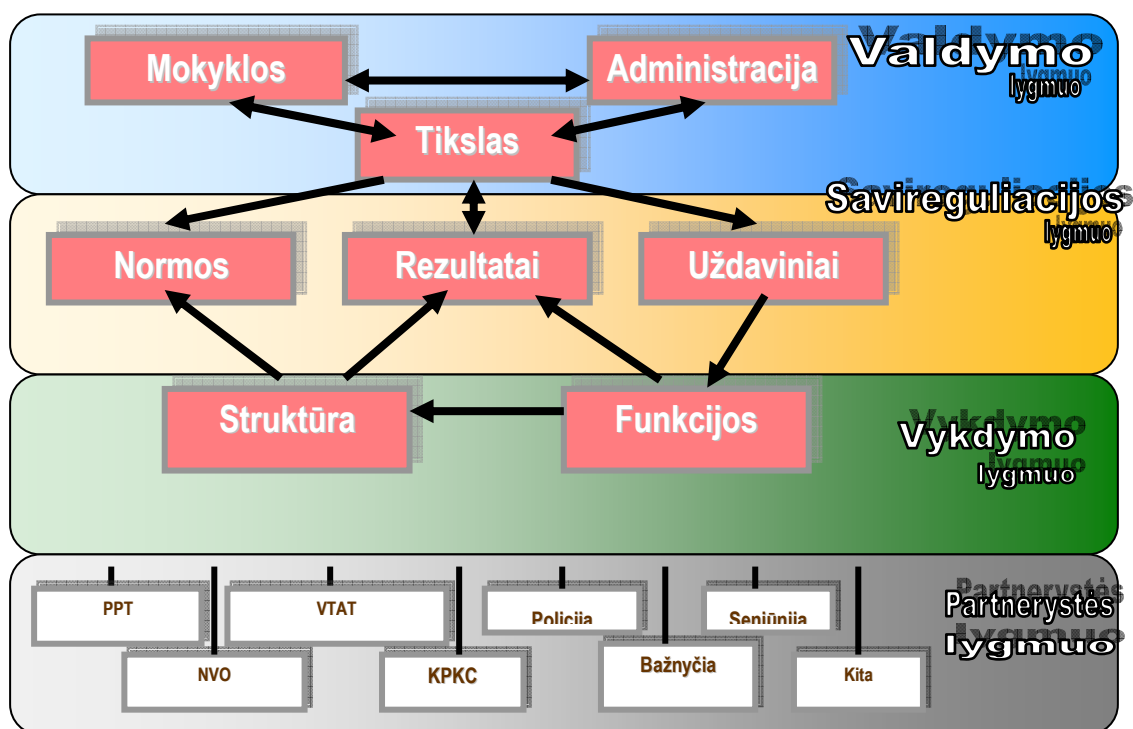 Mokyklos
Administracija
Valdymo
lygmuo
Tikslas
Savireguliacijos
lygmuo
Normos
Rezultatai
Uždaviniai
Struktūra
Funkcijos
Vykdymo
lygmuo
Partnerystės
lygmuo
PPT
VTAT
Policija
Seniūnija
NVO
KPKC
Bažnyčia
Kita